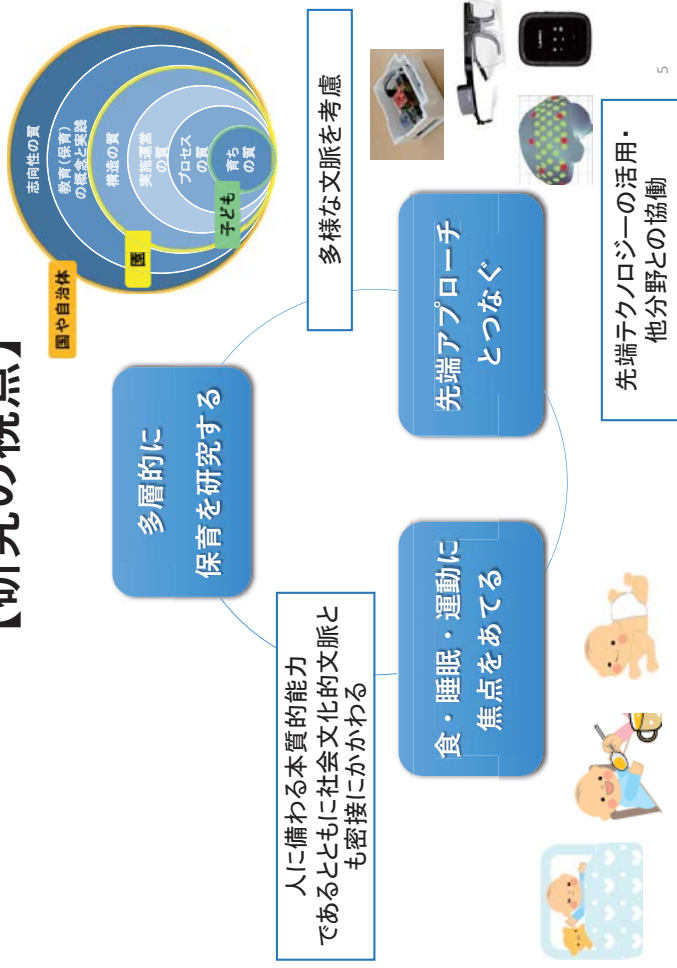 【研究の視点】
多層的に
保育を研究する
国や自治体
志向性の質
教育(保育)
の概念と実践
園
構造の質
実施運営
の質
プロセス
の質
子ども
育ち
の質
人に備わる本質的能力
であるとともに社会文化的文脈と
も密接にかかわる
多様な文脈を考慮
食・睡眠・運動に
焦点をあてる
先端アプローチ
とつなぐ
先端テクノロジーの活用・
他分野との協働
5